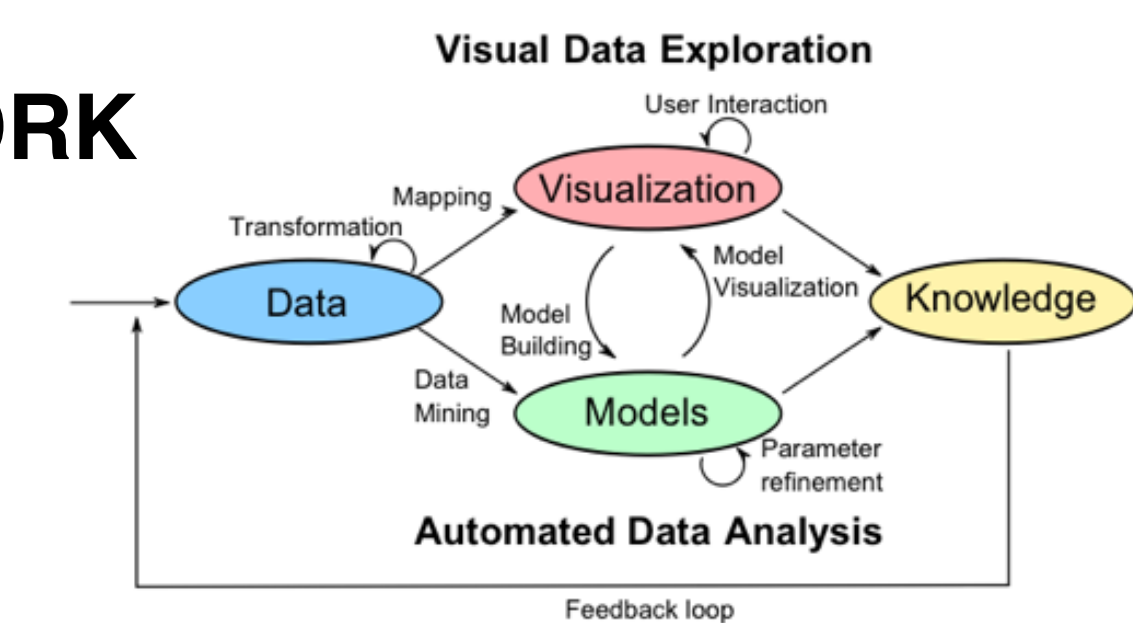 Visual Data Exploration
ORK
User Interaction
Visualization
Mapping
Transformation
Data
Model
Visualization
Knowledge
Model
Building
Data
Mining
Models
Parameter
refinement
Automated Data Analysis
Feedback loop